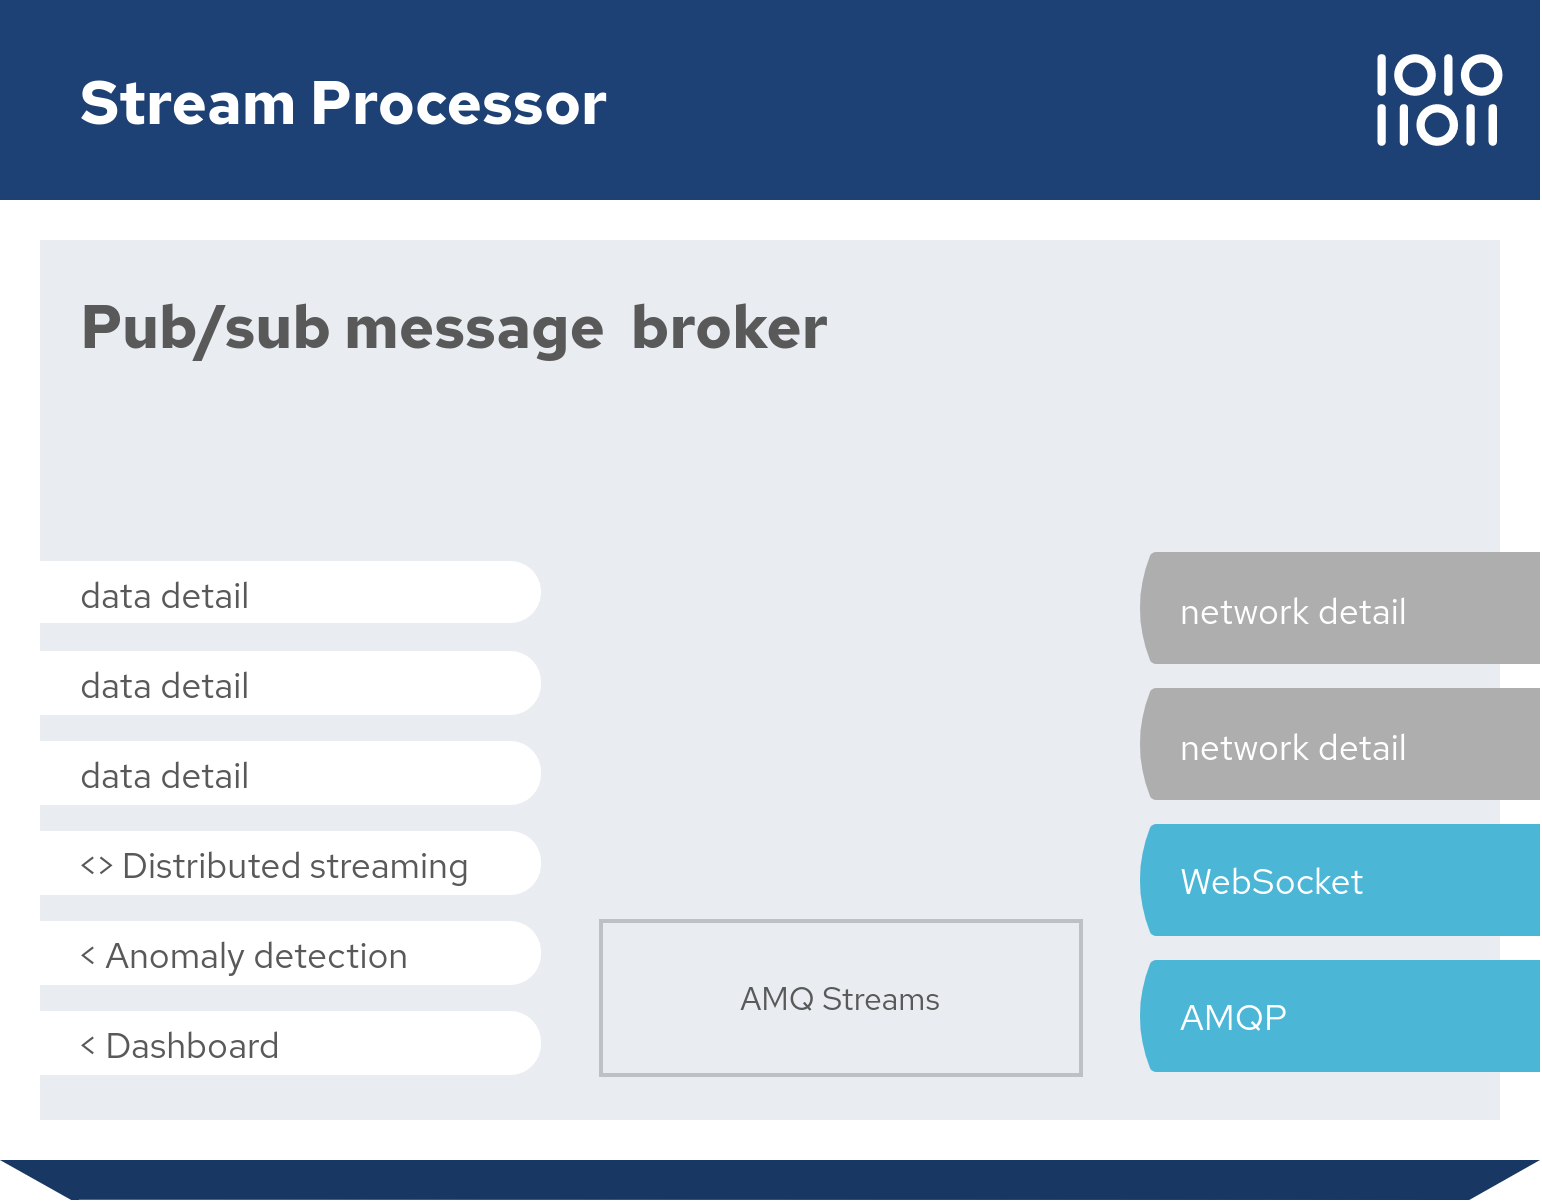 Stream Processor
1010
11011
Pub/sub message  broker
data detail
data detail
data detail
<> Distributed streaming
< Anomaly detection
< Dashboard
AMQ Streams
network detail
network detail
WebSocket
AMQP